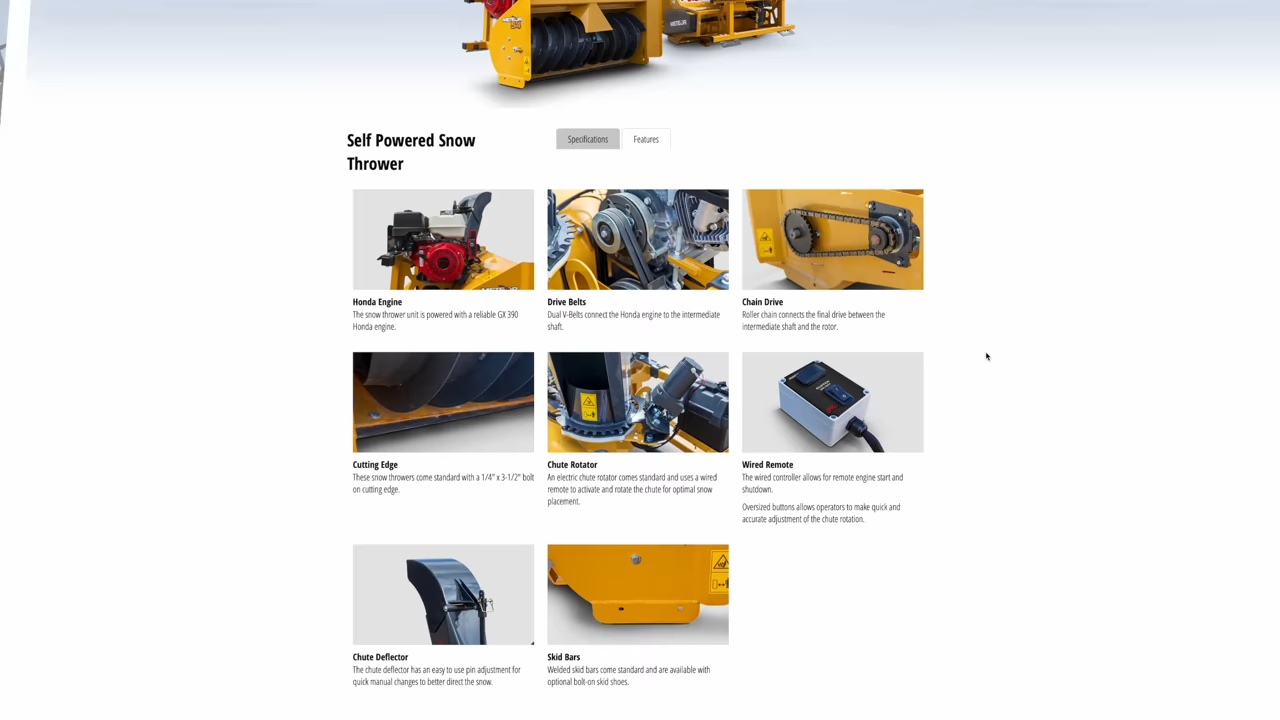 Self Powered Snow
Thrower
Specifications
Features
Honda Engine
The snow thrower unit is powered with a reliable GX 390
Honda engine.
Drive Belts
Dual V-Belts connect the Honda engine to the intermediate
shaft.
Chain Drive
Roller chain connects the final drive between the
intermediate shaft and the rotor.
Cutting Edge
These snow throwers come standard with a 1/4" x 3-1/2" bolt
on cutting edge.
Chute Rotator
An electric chute rotator comes standard and uses a wired
remote to activate and rotate the chute for optimal snow
placement.
Wired Remote
The wired controller allows for remote engine start and
shutdown.
Oversized buttons allows operators to make quick and
accurate adjustment of the chute rotation.
Chute Deflector
The chute deflector has an easy to use pin adjustment for
quick manual changes to better direct the snow.
Skid Bars
Welded skid bars come standard and are available with
optional bolt-on skid shoes.